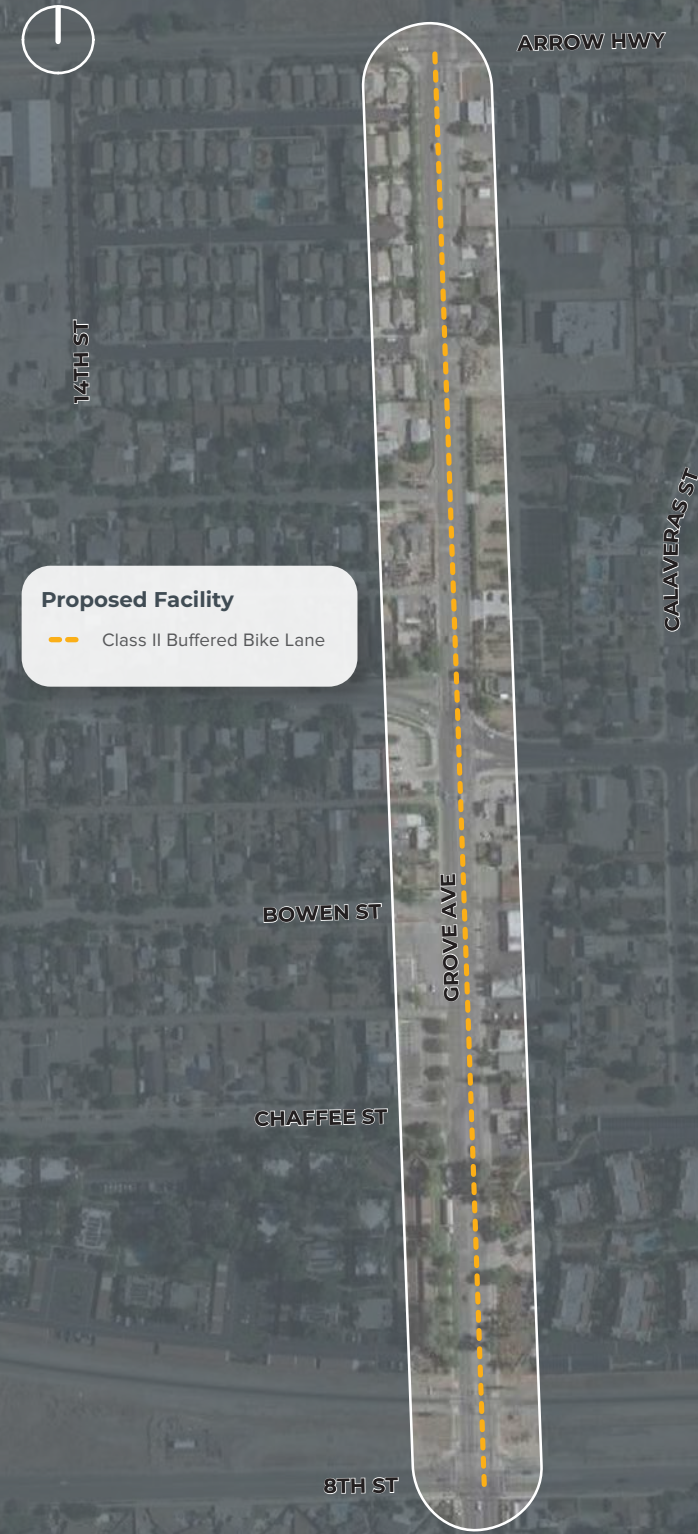 ARROW HWY
14TH ST
CALAVERAS ST
Proposed Facility
Class II Buffered Bike Lane
GROVE AVE
BOWEN ST
CHAFFEE ST
8TH ST